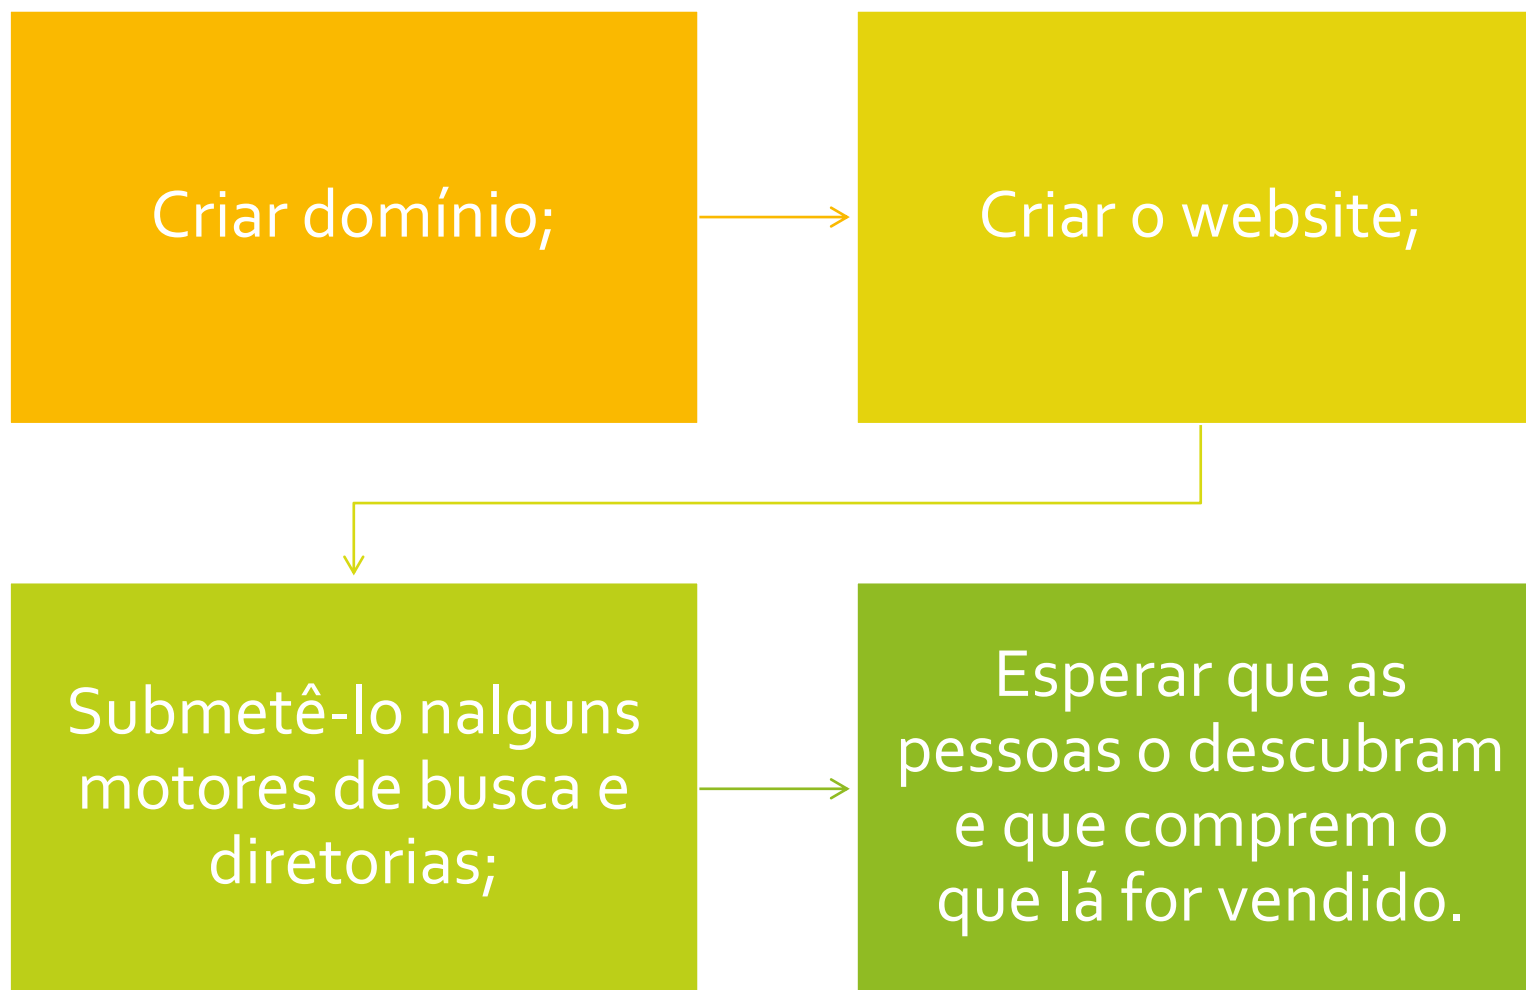 Criar domínio;
Criar o website;
Submetê-lo nalguns
motores de busca e
diretorias;
Esperar que as
pessoas o descubram
e que comprem o
que lá for vendido.